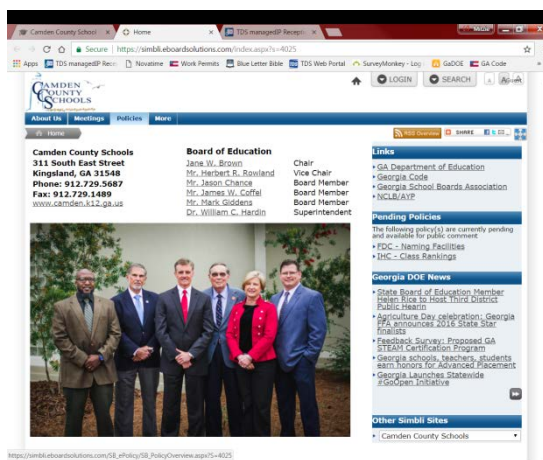 Camden County School
Home
TDS managedIP Recepti
Secure | https://simbli.eboardsolutions.com/index.aspx?s=4025
Apps
Novatime
Work Permits
Blue Letter Bible
TDS Web Portal
SurveyMonkey - Log
GaDOE
GA Code
CAMDEN
COUNTY
SCHOOLS
LOGIN
SEARCH
About Us Meetings Policies More
Home
RSS Overview
SHARE
Camden County Schools
311 South East Street
Kingsland, GA 31548
Phone: 912.729.5687
Fax: 912.729.1489
www.camden.k12.ga.us
Board of Education
Jane W. Brown Chair
Mr. Herbert R. Rowland Vice Chair
Mr. Jason Chance Board Member
Mr. James W. Coffel Board Member
Mr. Mark Giddens Board Member
Dr. William C. Hardin Superintendent
Links
GA Department of Education
Georgia Code
Georgia School Boards Association
NCLB/AYP
Pending Policies
The following policy(s) are currently pending
and available for public comment
FDC - Naming Facilities
IHC - Class Rankings
Georgia DOE News
State Board of Education Member
Helen Rice to Host Third District
Public Hearin
Agriculture Day celebration: Georgia
FFA announces 2016 State Star
finalists
Feedback Survey: Proposed GA
STEAM Certification Program
Georgia schools, teachers, students
earn honors for Advanced Placement
Georgia Launches Statewide
#GoOpen Initiative
Other Simbli Sites
Camden County Schools
https://simbli.eboardsolutions.com/SB_ePolicy/SB_PolicyOverview.aspx?S=4025